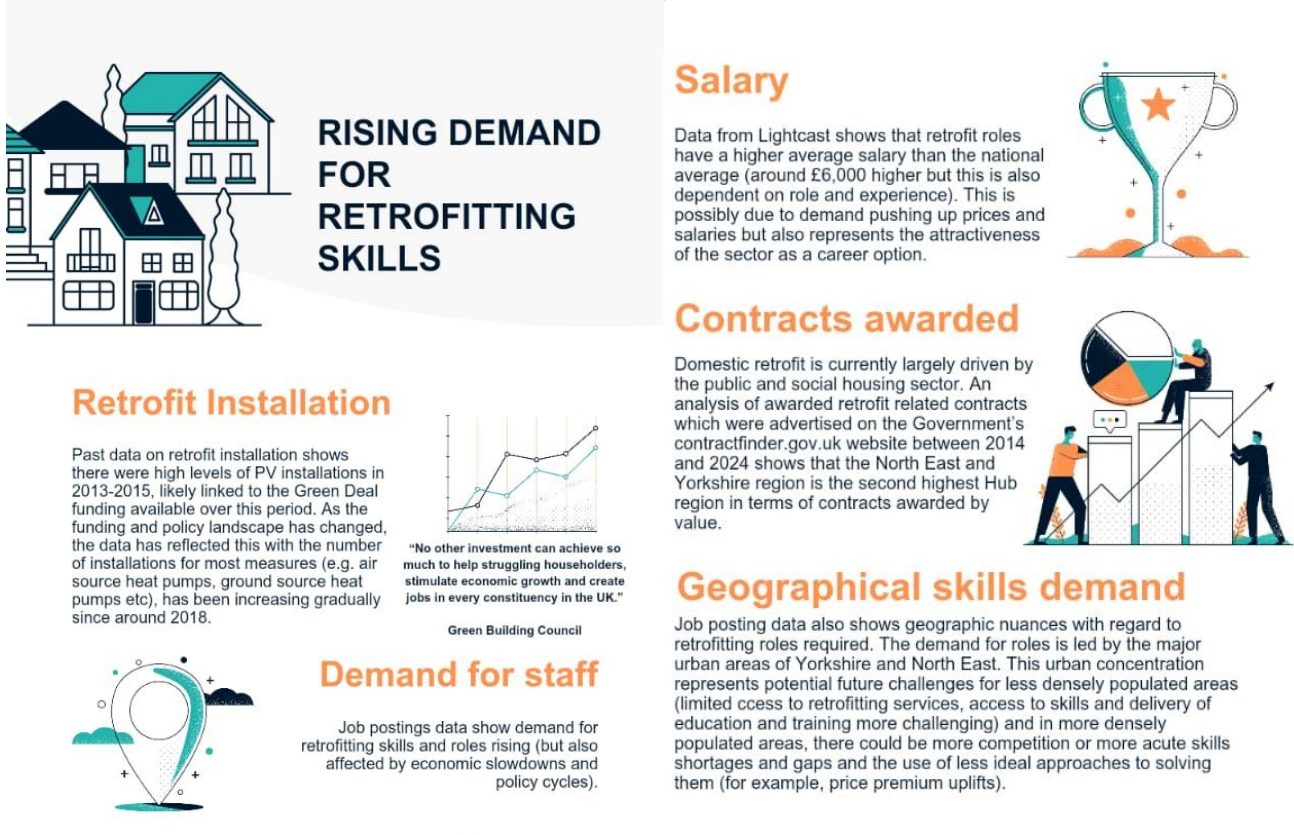 RISING DEMAND
FOR
RETROFITTING
SKILLS
Retrofit Installation
Past data on retrofit installation shows
there were high levels of PV installations in
2013-2015, likely linked to the Green Deal
funding available over this period. As the
funding and policy landscape has changed,
the data has reflected this with the number
of installations for most measures (e.g. air
source heat pumps, ground source heat
pumps etc), has been increasing gradually
since around 2018.
“No other investment can achieve so
much to help struggling householders,
stimulate economic growth and create
jobs in every constituency in the UK.”
Green Building Council
Demand for staff
Job postings data show demand for
retrofitting skills and roles rising (but also
affected by economic slowdowns and
policy cycles).
Salary
Data from Lightcast shows that retrofit roles
have a higher average salary than the national
average (around £6,000 higher but this is also
dependent on role and experience). This is
possibly due to demand pushing up prices and
salaries but also represents the attractiveness
of the sector as a career option.
Contracts awarded
Domestic retrofit is currently largely driven by
the public and social housing sector. An
analysis of awarded retrofit related contracts
which were advertised on the Government’s
contractfinder.gov.uk website between 2014
and 2024 shows that the North East and
Yorkshire region is the second highest Hub
region in terms of contracts awarded by
value.
Geographical skills demand
Job posting data also shows geographic nuances with regard to
retrofitting roles required. The demand for roles is led by the major
urban areas of Yorkshire and North East. This urban concentration
represents potential future challenges for less densely populated areas
(limited ccess to retrofitting services, access to skills and delivery of
education and training more challenging) and in more densely
populated areas, there could be more competition or more acute skills
shortages and gaps and the use of less ideal approaches to solving
them (for example, price premium uplifts).